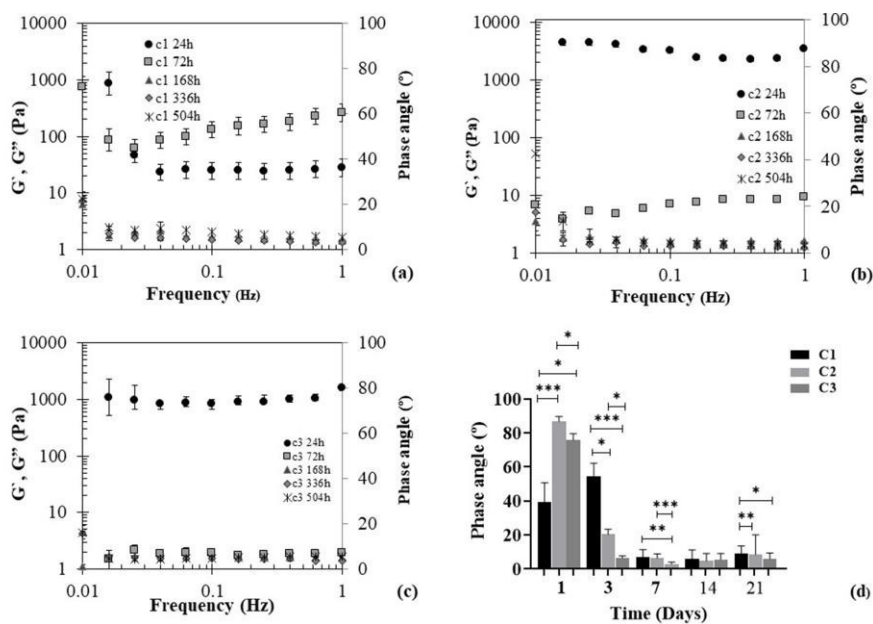 10000
1000
100
10
1
G`, G” (Pa)
100
80
60
40
20
0
Phase angle (º)
c1 24h
c1 72h
c1 168h
c1 336h
c1 504h
0.01 0.1 1
Frequency (Hz)
(a)
10000
1000
100
10
1
G`, G” (Pa)
100
80
60
40
20
0
Phase angle (º)
c2 24h
c2 72h
c2 168h
c2 336h
c2 504h
0.01 0.1 1
Frequency (Hz)
(b)
10000
1000
100
10
1
G`, G” (Pa)
100
80
60
40
20
0
Phase angle (º)
c3 24h
c3 72h
c3 168h
c3 336h
c3 504h
0.01 0.1 1
Frequency (Hz)
(c)
C1
C2
C3
100
80
60
40
20
0
Phase angle (º)
*
*
***
*
***
*
***
**
*
**
1 3 7 14 21
Time (Days)
(d)